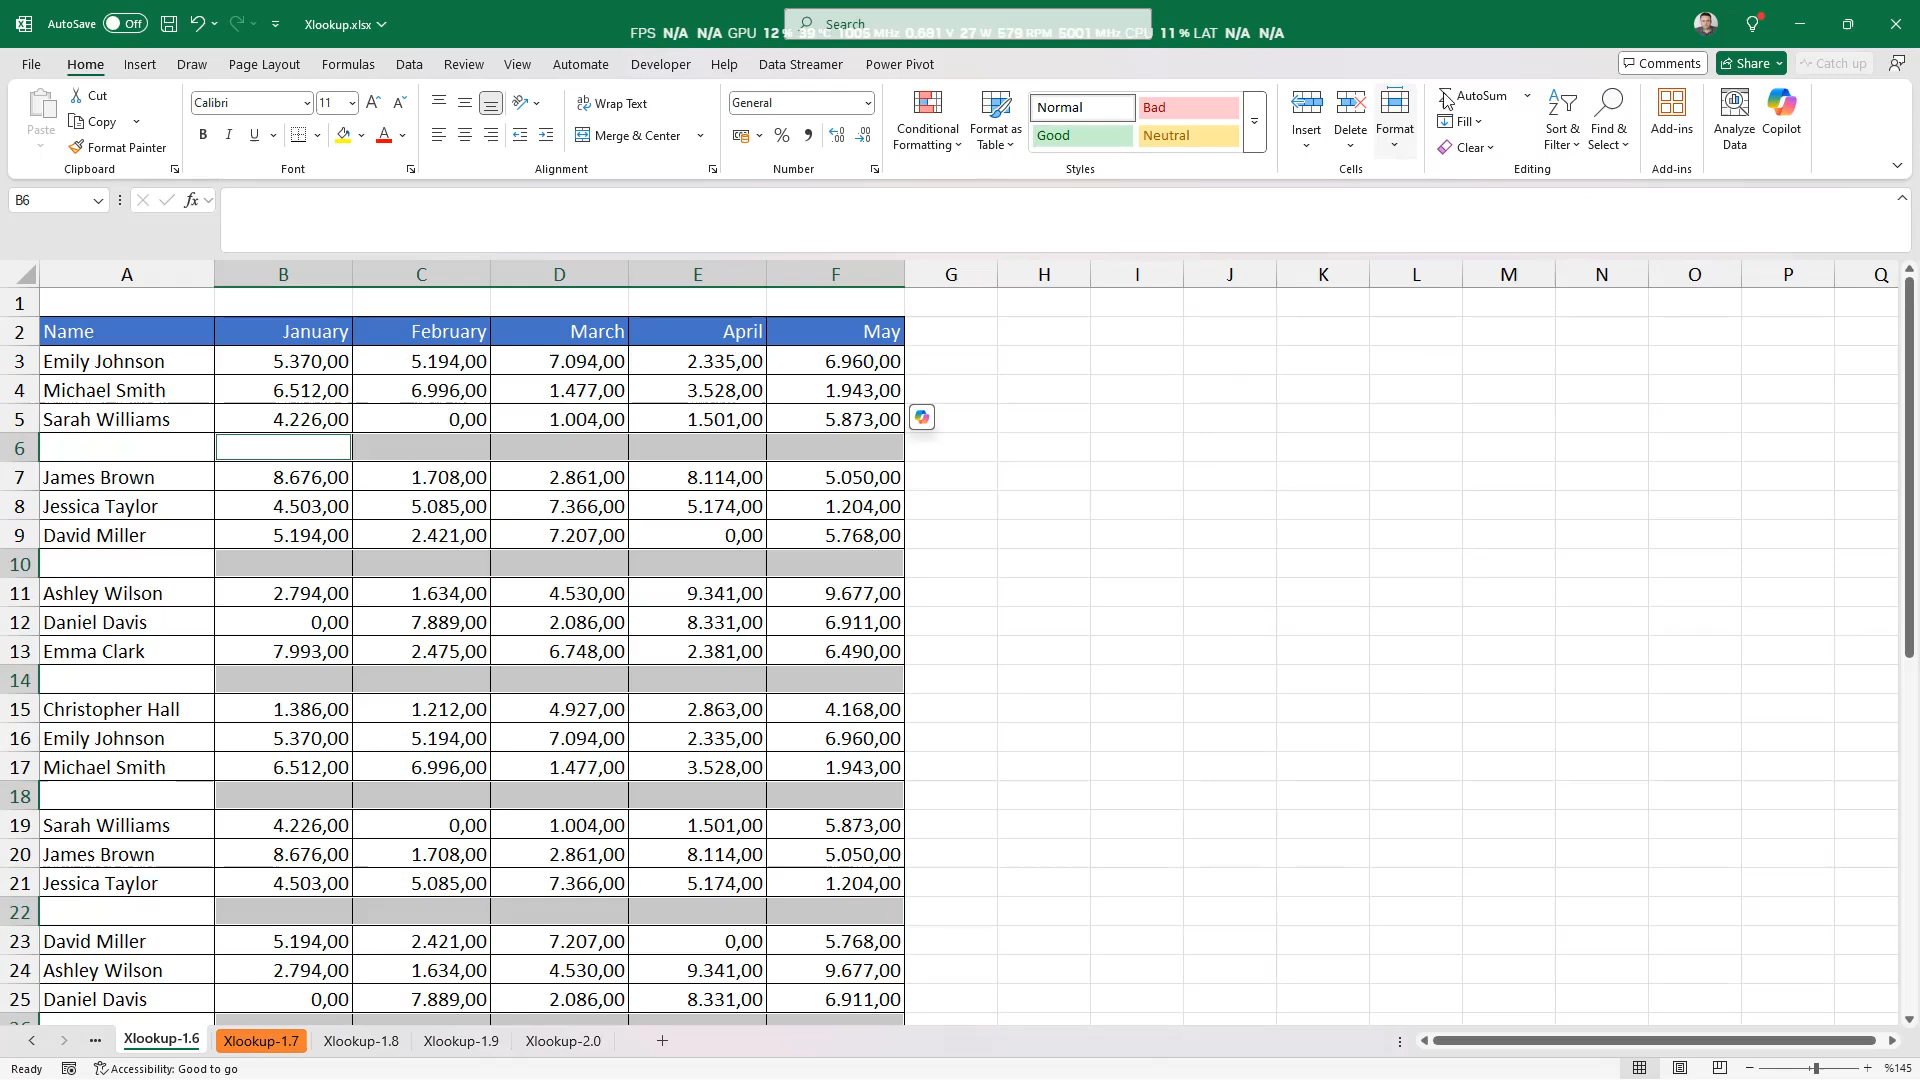 AutoSave Off Xlookup.xlsx Search
FPS N/A N/A GPU 12 % 39 °C 1005 MHz 0.681 V 27 W 579 RPM 5001 MHz CPU 11 % LAT N/A N/A
File Home Insert Draw Page Layout Formulas Data Review View Automate Developer Help Data Streamer Power Pivot Comments Share Catch up
Paste Cut Copy Format Painter Clipboard
Calibri 11 B I U A Font
Wrap Text Merge & Center Alignment
General % Number
Conditional Formatting Format as Table Normal Bad Good Neutral Styles
Insert Delete Format Cells
AutoSum Fill Clear Sort & Filter Find & Select Editing
Add-ins Add-ins
Analyze Data Copilot
B6 fx
A B C D E F G H I J K L M N O P Q
1
2 Name January February March April May
3 Emily Johnson 5.370,00 5.194,00 7.094,00 2.335,00 6.960,00
4 Michael Smith 6.512,00 6.996,00 1.477,00 3.528,00 1.943,00
5 Sarah Williams 4.226,00 0,00 1.004,00 1.501,00 5.873,00
6
7 James Brown 8.676,00 1.708,00 2.861,00 8.114,00 5.050,00
8 Jessica Taylor 4.503,00 5.085,00 7.366,00 5.174,00 1.204,00
9 David Miller 5.194,00 2.421,00 7.207,00 0,00 5.768,00
10
11 Ashley Wilson 2.794,00 1.634,00 4.530,00 9.341,00 9.677,00
12 Daniel Davis 0,00 7.889,00 2.086,00 8.331,00 6.911,00
13 Emma Clark 7.993,00 2.475,00 6.748,00 2.381,00 6.490,00
14
15 Christopher Hall 1.386,00 1.212,00 4.927,00 2.863,00 4.168,00
16 Emily Johnson 5.370,00 5.194,00 7.094,00 2.335,00 6.960,00
17 Michael Smith 6.512,00 6.996,00 1.477,00 3.528,00 1.943,00
18
19 Sarah Williams 4.226,00 0,00 1.004,00 1.501,00 5.873,00
20 James Brown 8.676,00 1.708,00 2.861,00 8.114,00 5.050,00
21 Jessica Taylor 4.503,00 5.085,00 7.366,00 5.174,00 1.204,00
22
23 David Miller 5.194,00 2.421,00 7.207,00 0,00 5.768,00
24 Ashley Wilson 2.794,00 1.634,00 4.530,00 9.341,00 9.677,00
25 Daniel Davis 0,00 7.889,00 2.086,00 8.331,00 6.911,00
Xlookup-1.6 Xlookup-1.7 Xlookup-1.8 Xlookup-1.9 Xlookup-2.0
Ready Accessibility: Good to go %145